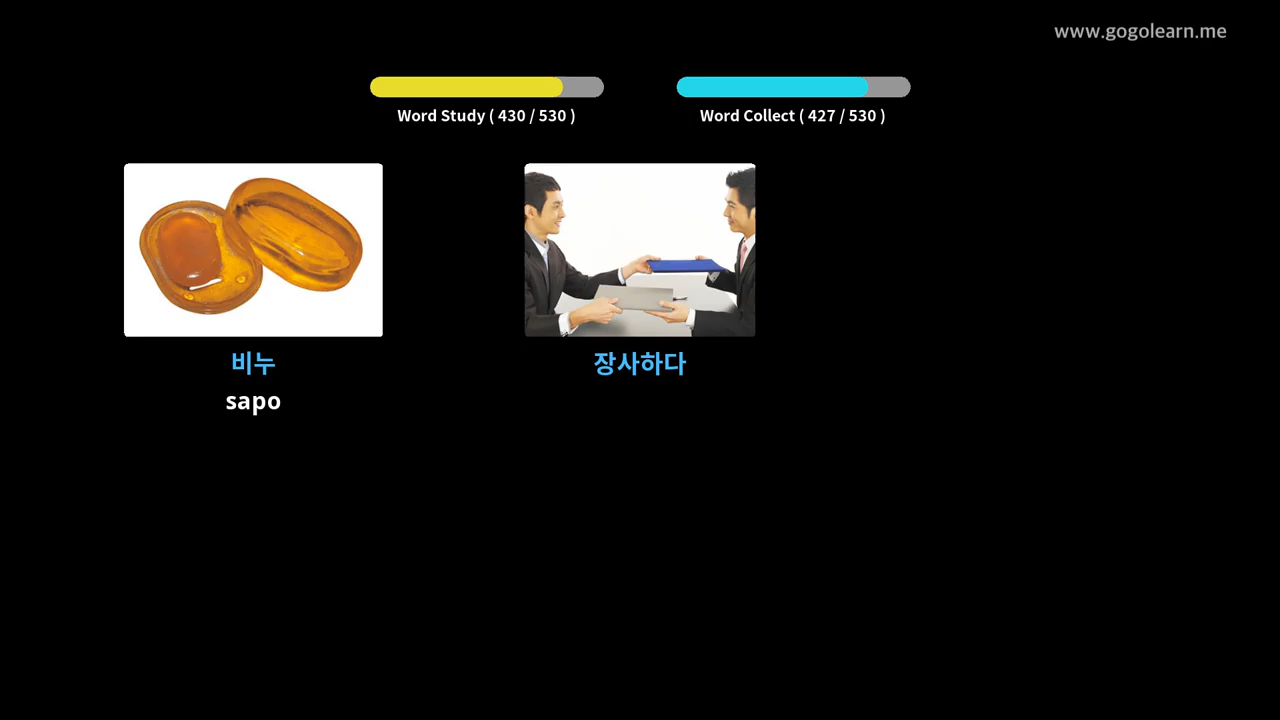 www.gogolearn.me
Word Study ( 430 / 530 )
Word Collect ( 427 / 530 )
비누
sapo
장사하다